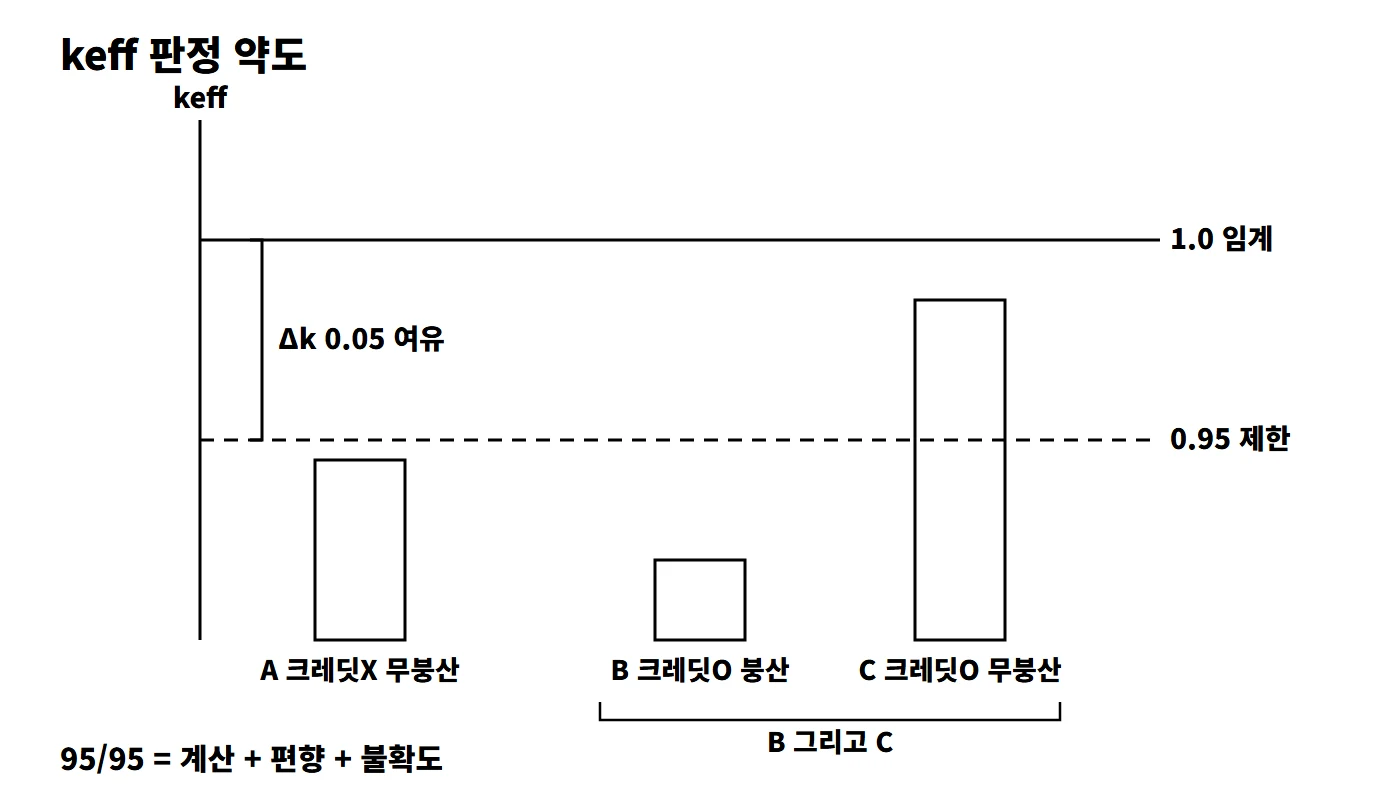 keff 판정 약도
keff
1.0 임계
Δk 0.05 여유
0.95 제한
A 크레딧X 무붕산
B 크레딧O 붕산
C 크레딧O 무붕산
B 그리고 C
95/95 = 계산 + 편향 + 불확도